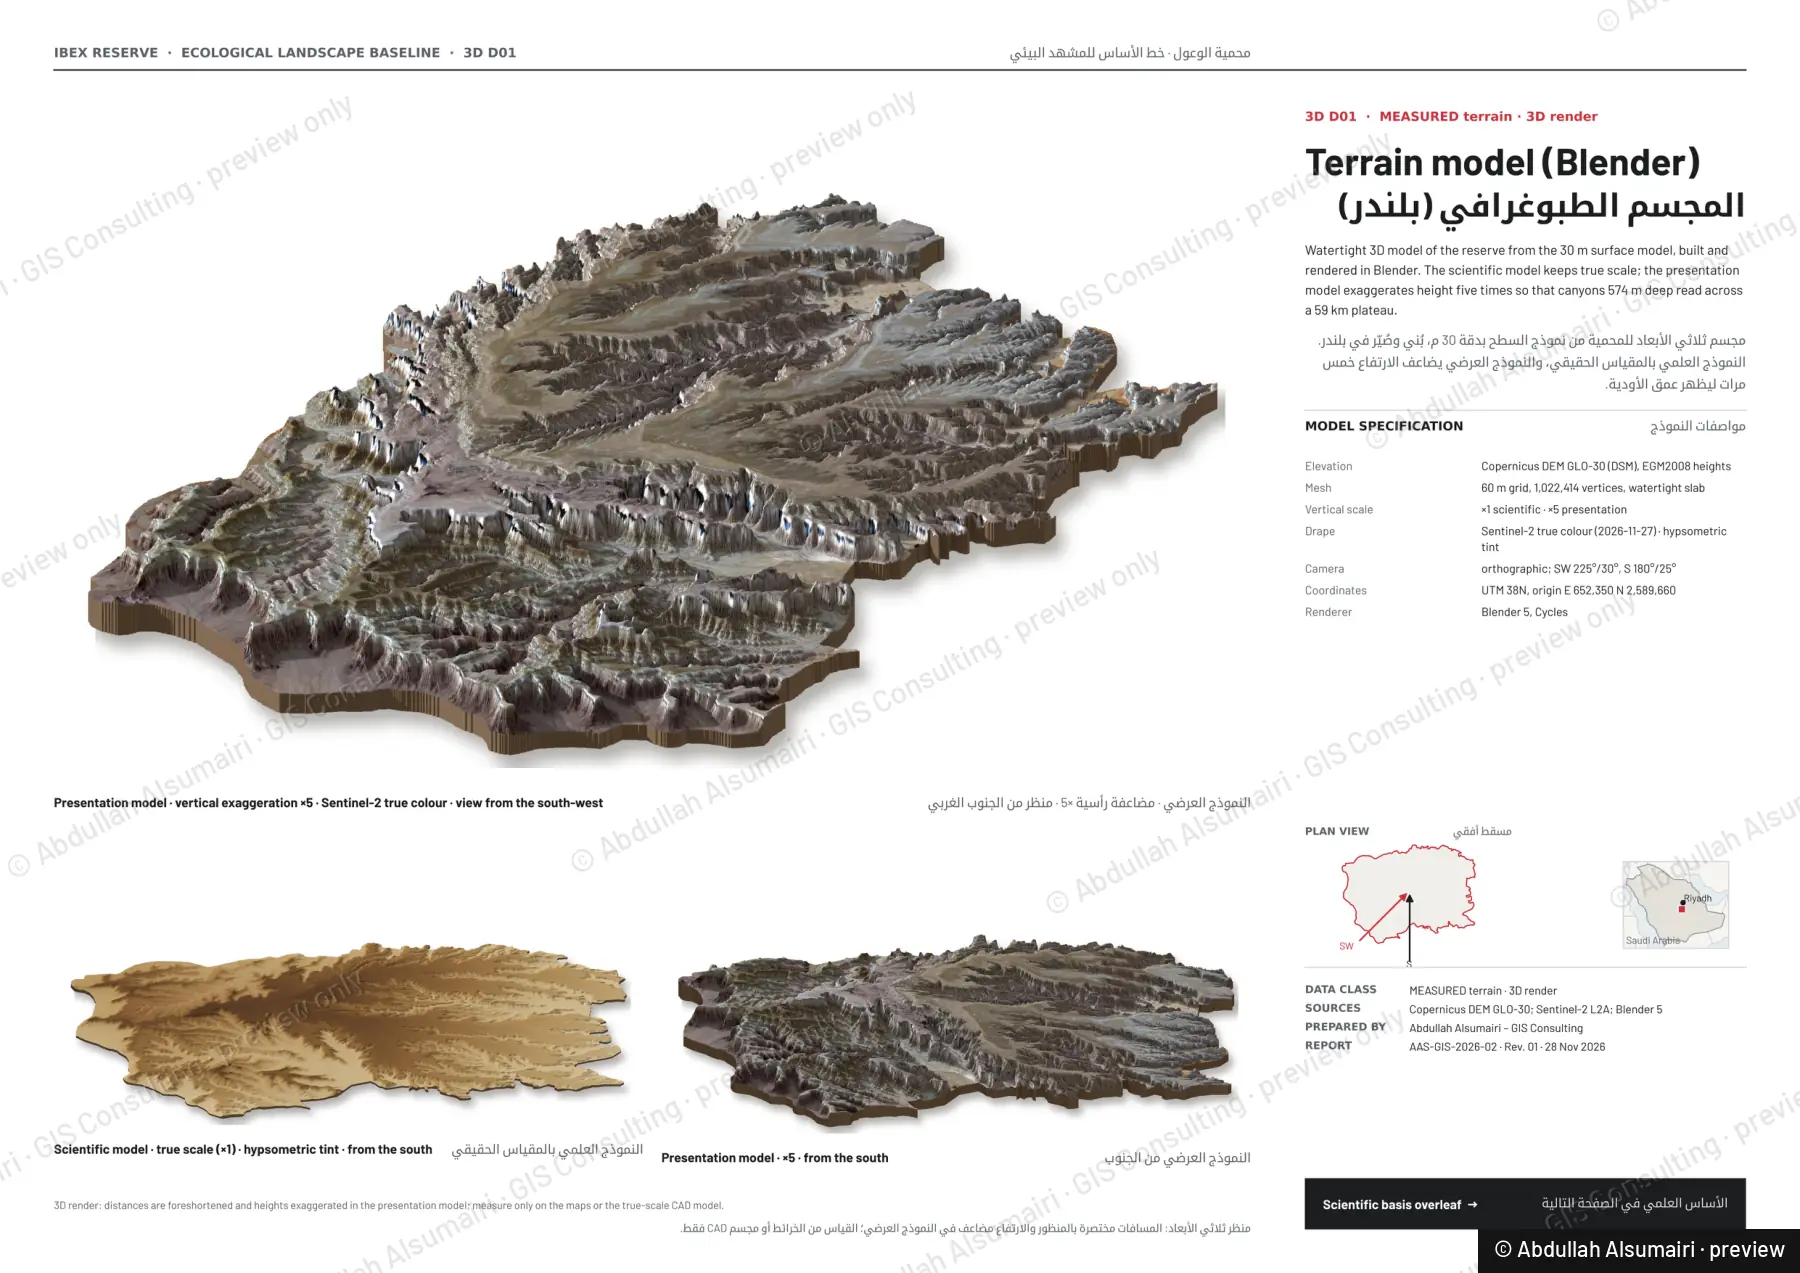 IBEX RESERVE · ECOLOGICAL LANDSCAPE BASELINE · 3D D01
محمية الوعول · خط الأساس للمشهد البيئي
3D D01 · MEASURED terrain · 3D render
Terrain model (Blender)
المجسم الطبوغرافي (بلندر)
Watertight 3D model of the reserve from the 30 m surface model, built and
rendered in Blender. The scientific model keeps true scale; the presentation
model exaggerates height five times so that canyons 574 m deep read across
a 59 km plateau.
مجسم ثلاثي الأبعاد للمحمية من نموذج السطح بدقة 30 م، بُني وصُيّر في بلندر.
النموذج العلمي بالمقياس الحقيقي، والنموذج العرضي يضاعف الارتفاع خمس
مرات ليظهر عمق الأودية.
MODEL SPECIFICATION
مواصفات النموذج
Elevation Copernicus DEM GLO-30 (DSM), EGM2008 heights
Mesh 60 m grid, 1,022,414 vertices, watertight slab
Vertical scale ×1 scientific · ×5 presentation
Drape Sentinel-2 true colour (2026-11-27) · hypsometric
tint
Camera orthographic; SW 225°/30°, S 180°/25°
Coordinates UTM 38N, origin E 652,350 N 2,589,660
Renderer Blender 5, Cycles
Presentation model · vertical exaggeration ×5 · Sentinel-2 true colour · view from the south-west
النموذج العرضي · مضاعفة رأسية ×5 · منظر من الجنوب الغربي
PLAN VIEW
مسقط أفقي
SW
S
Riyadh
Saudi Arabia
Scientific model · true scale (×1) · hypsometric tint · from the south
النموذج العلمي بالمقياس الحقيقي
Presentation model · ×5 · from the south
النموذج العرضي من الجنوب
DATA CLASS MEASURED terrain · 3D render
SOURCES Copernicus DEM GLO-30; Sentinel-2 L2A; Blender 5
PREPARED BY Abdullah Alsumairi – GIS Consulting
REPORT AAS-GIS-2026-02 · Rev. 01 · 28 Nov 2026
3D render: distances are foreshortened and heights exaggerated in the presentation model; measure only on the maps or the true-scale CAD model.
منظر ثلاثي الأبعاد: المسافات مختصرة بالمنظور والارتفاع مضاعف في النموذج العرضي؛ القياس من الخرائط أو مجسم CAD فقط.
Scientific basis overleaf →
الأساس العلمي في الصفحة التالية
© Abdullah Alsumairi · GIS Consulting · preview only
© Abdullah Alsumairi · preview